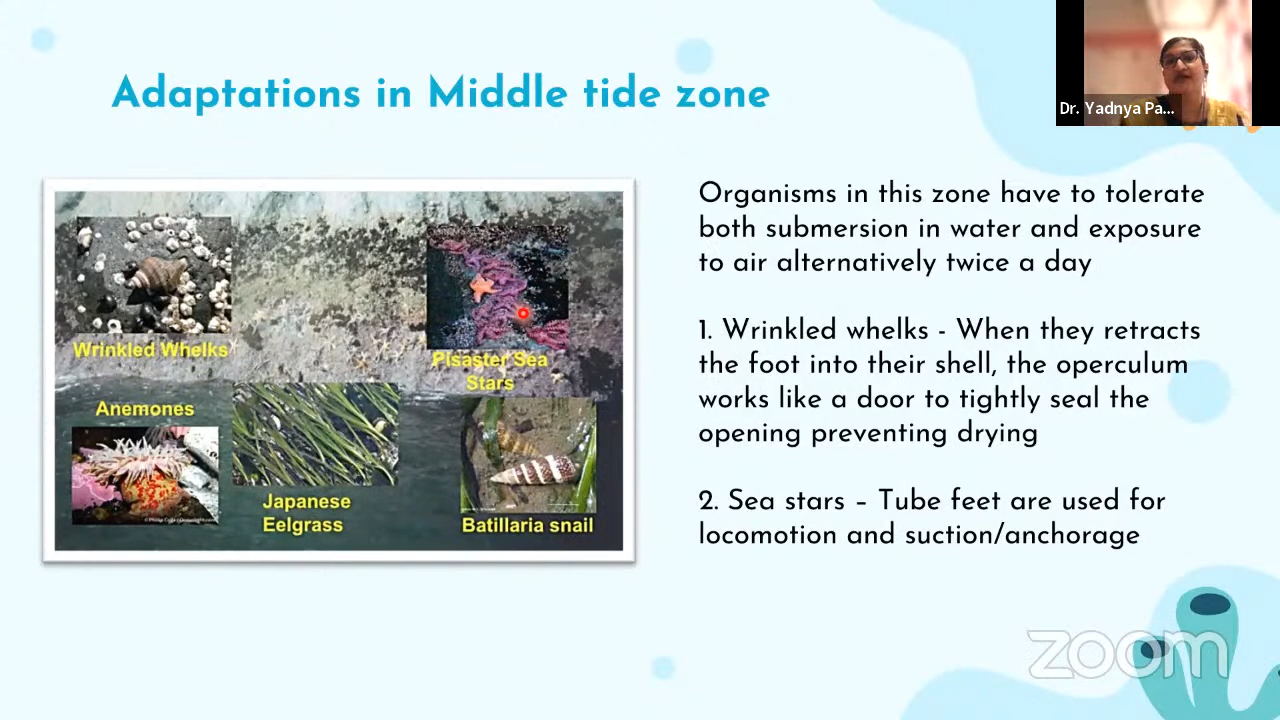 Adaptations in Middle tide zone
Dr. Yadnya Pa...
Wrinkled Whelks
Pisaster Sea
Stars
Anemones
Japanese
Eelgrass
Batillaria snail
Organisms in this zone have to tolerate
both submersion in water and exposure
to air alternatively twice a day
1. Wrinkled whelks - When they retracts
the foot into their shell, the operculum
works like a door to tightly seal the
opening preventing drying
2. Sea stars – Tube feet are used for
locomotion and suction/anchorage
zoom